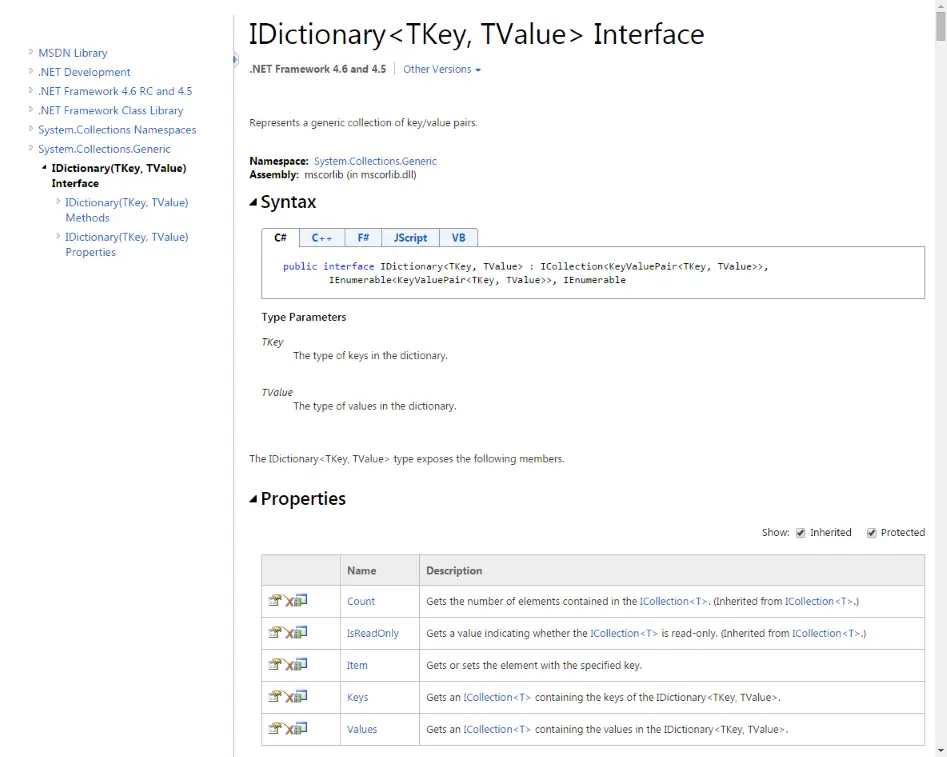 MSDN Library
.NET Development
.NET Framework 4.6 RC and 4.5
.NET Framework Class Library
System.Collections Namespaces
System.Collections.Generic
IDictionary(TKey, TValue)
Interface
IDictionary(TKey, TValue)
Methods
IDictionary(TKey, TValue)
Properties
IDictionary<TKey, TValue> Interface
.NET Framework 4.6 and 4.5
Other Versions
Represents a generic collection of key/value pairs.
Namespace: System.Collections.Generic
Assembly: mscorlib (in mscorlib.dll)
Syntax
C# C++ F# JScript VB
public interface IDictionary<TKey, TValue> : ICollection<KeyValuePair<TKey, TValue>>,
IEnumerable<KeyValuePair<TKey, TValue>>, IEnumerable
Type Parameters
TKey
The type of keys in the dictionary.
TValue
The type of values in the dictionary.
The IDictionary<TKey, TValue> type exposes the following members.
Properties
Show: Inherited Protected
Name Description
Count Gets the number of elements contained in the ICollection<T>. (Inherited from ICollection<T>.)
IsReadOnly Gets a value indicating whether the ICollection<T> is read-only. (Inherited from ICollection<T>.)
Item Gets or sets the element with the specified key.
Keys Gets an ICollection<T> containing the keys of the IDictionary<TKey, TValue>.
Values Gets an ICollection<T> containing the values in the IDictionary<TKey, TValue>.